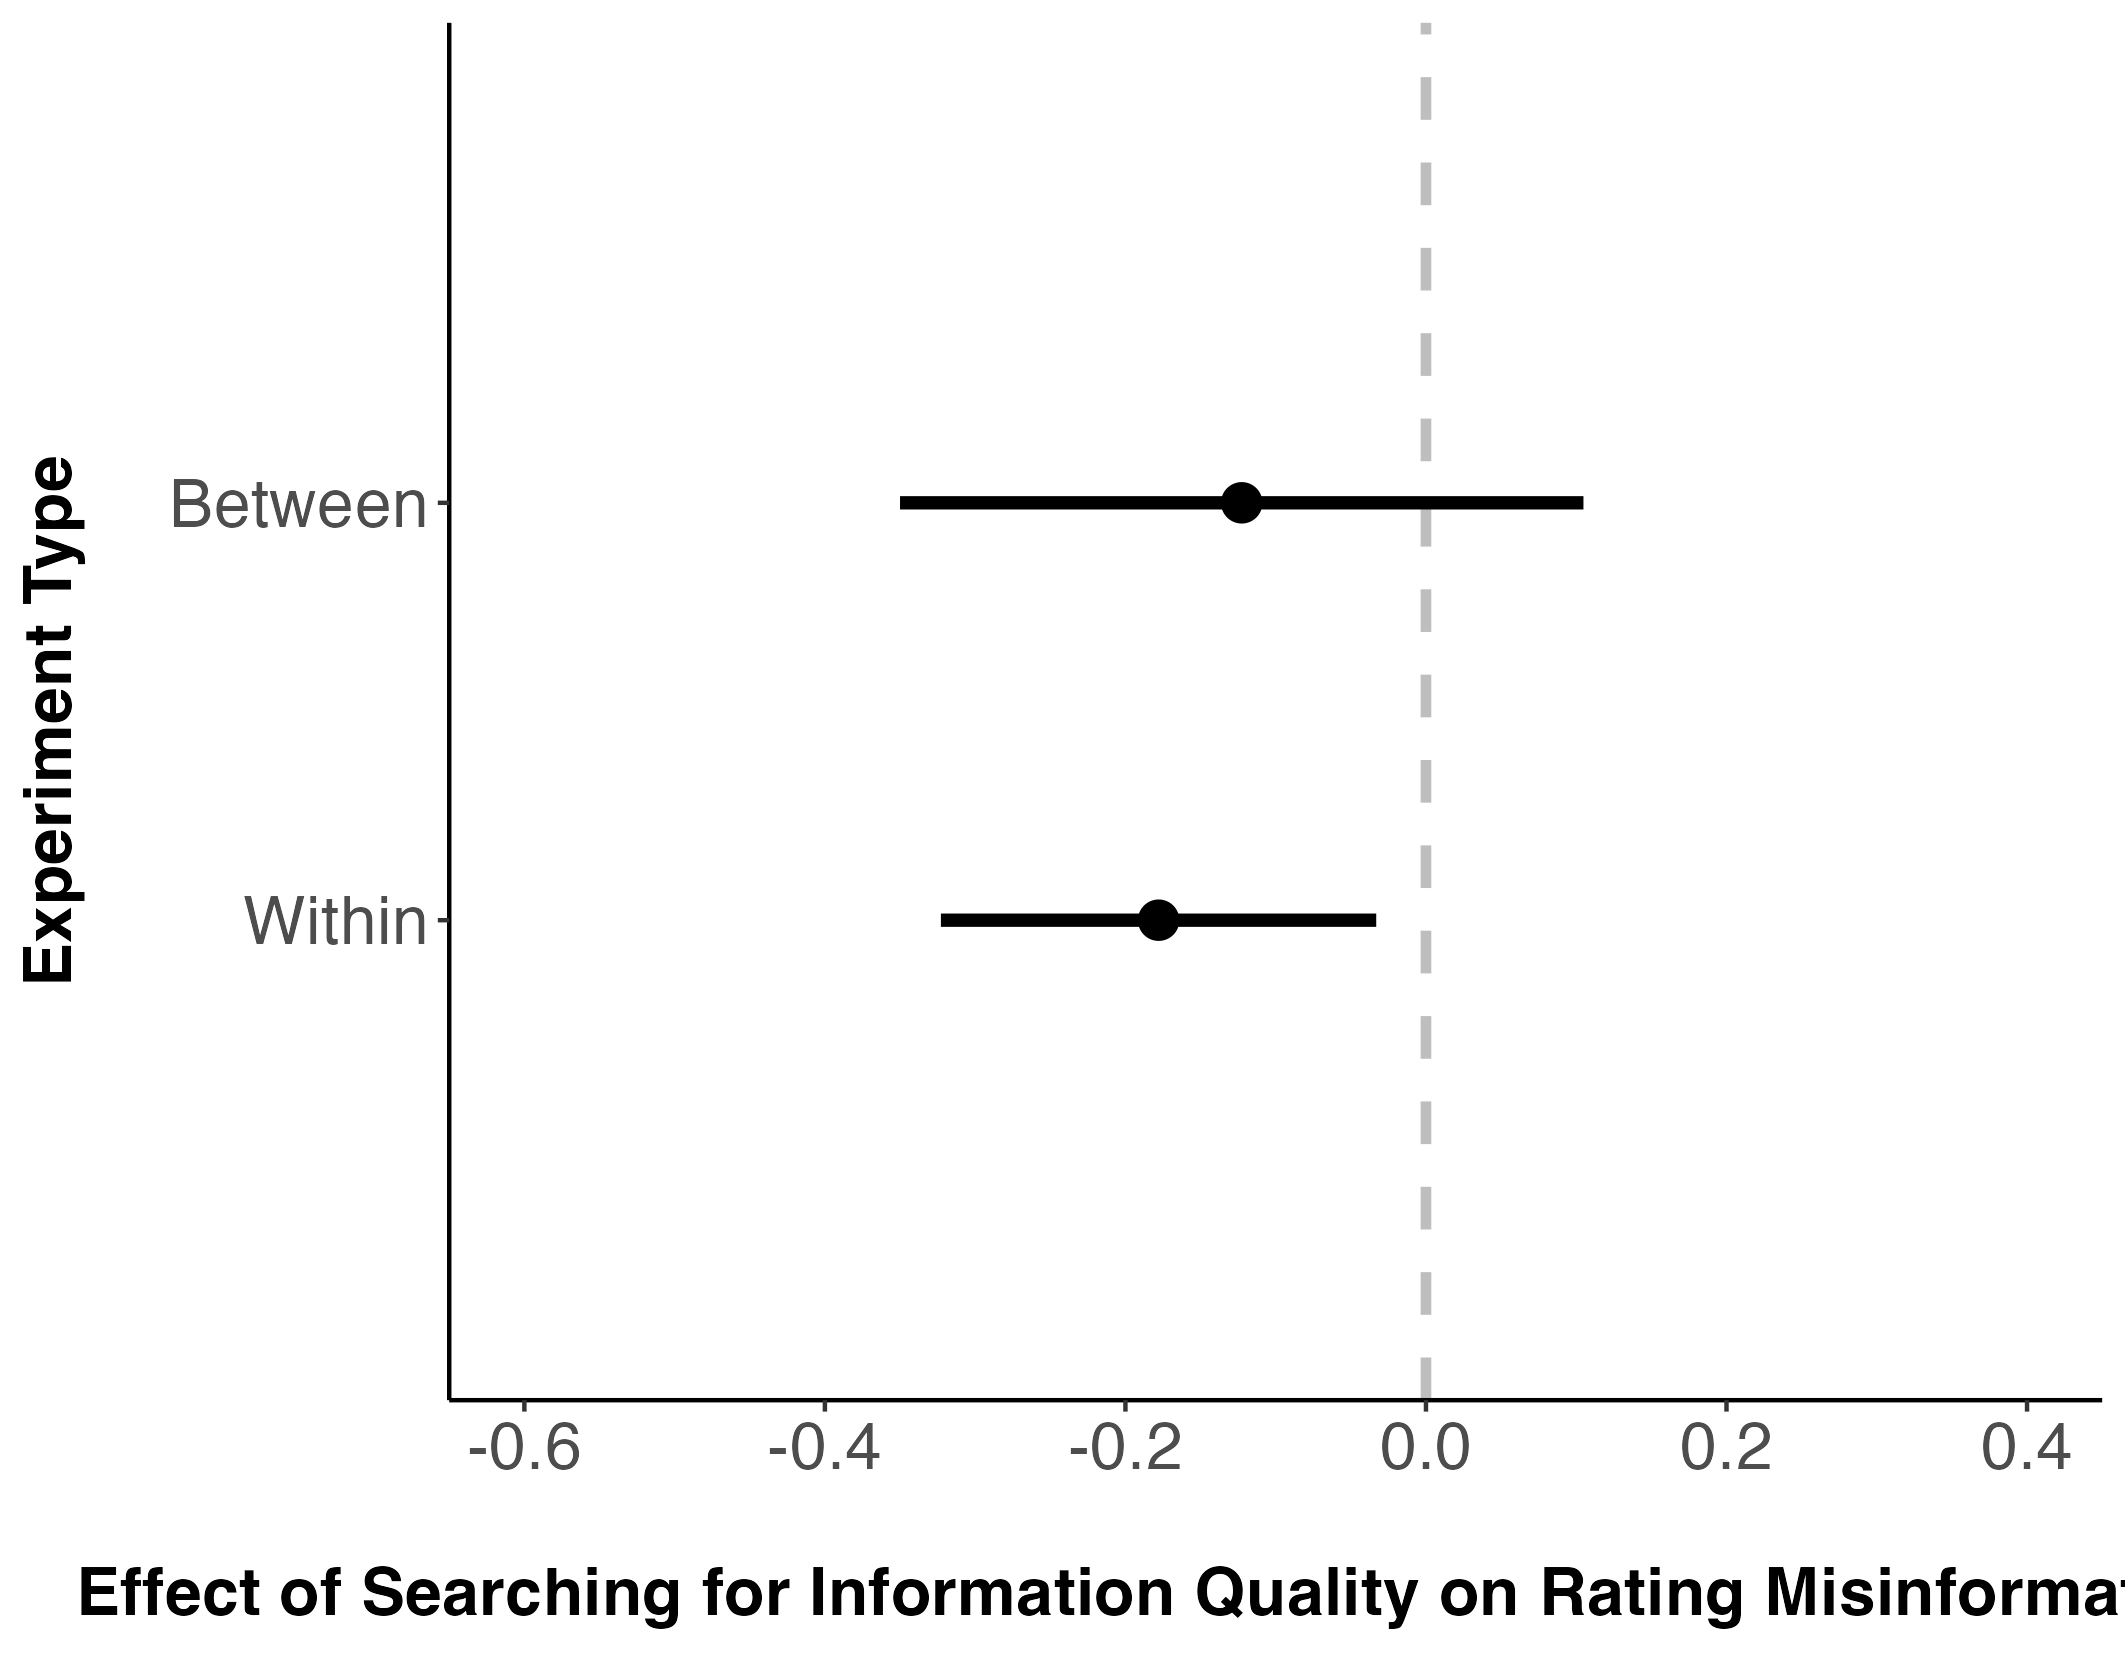 Experiment Type
Between
Within
-0.6 -0.4 -0.2 0.0 0.2 0.4
Effect of Searching for Information Quality on Rating Misinformat